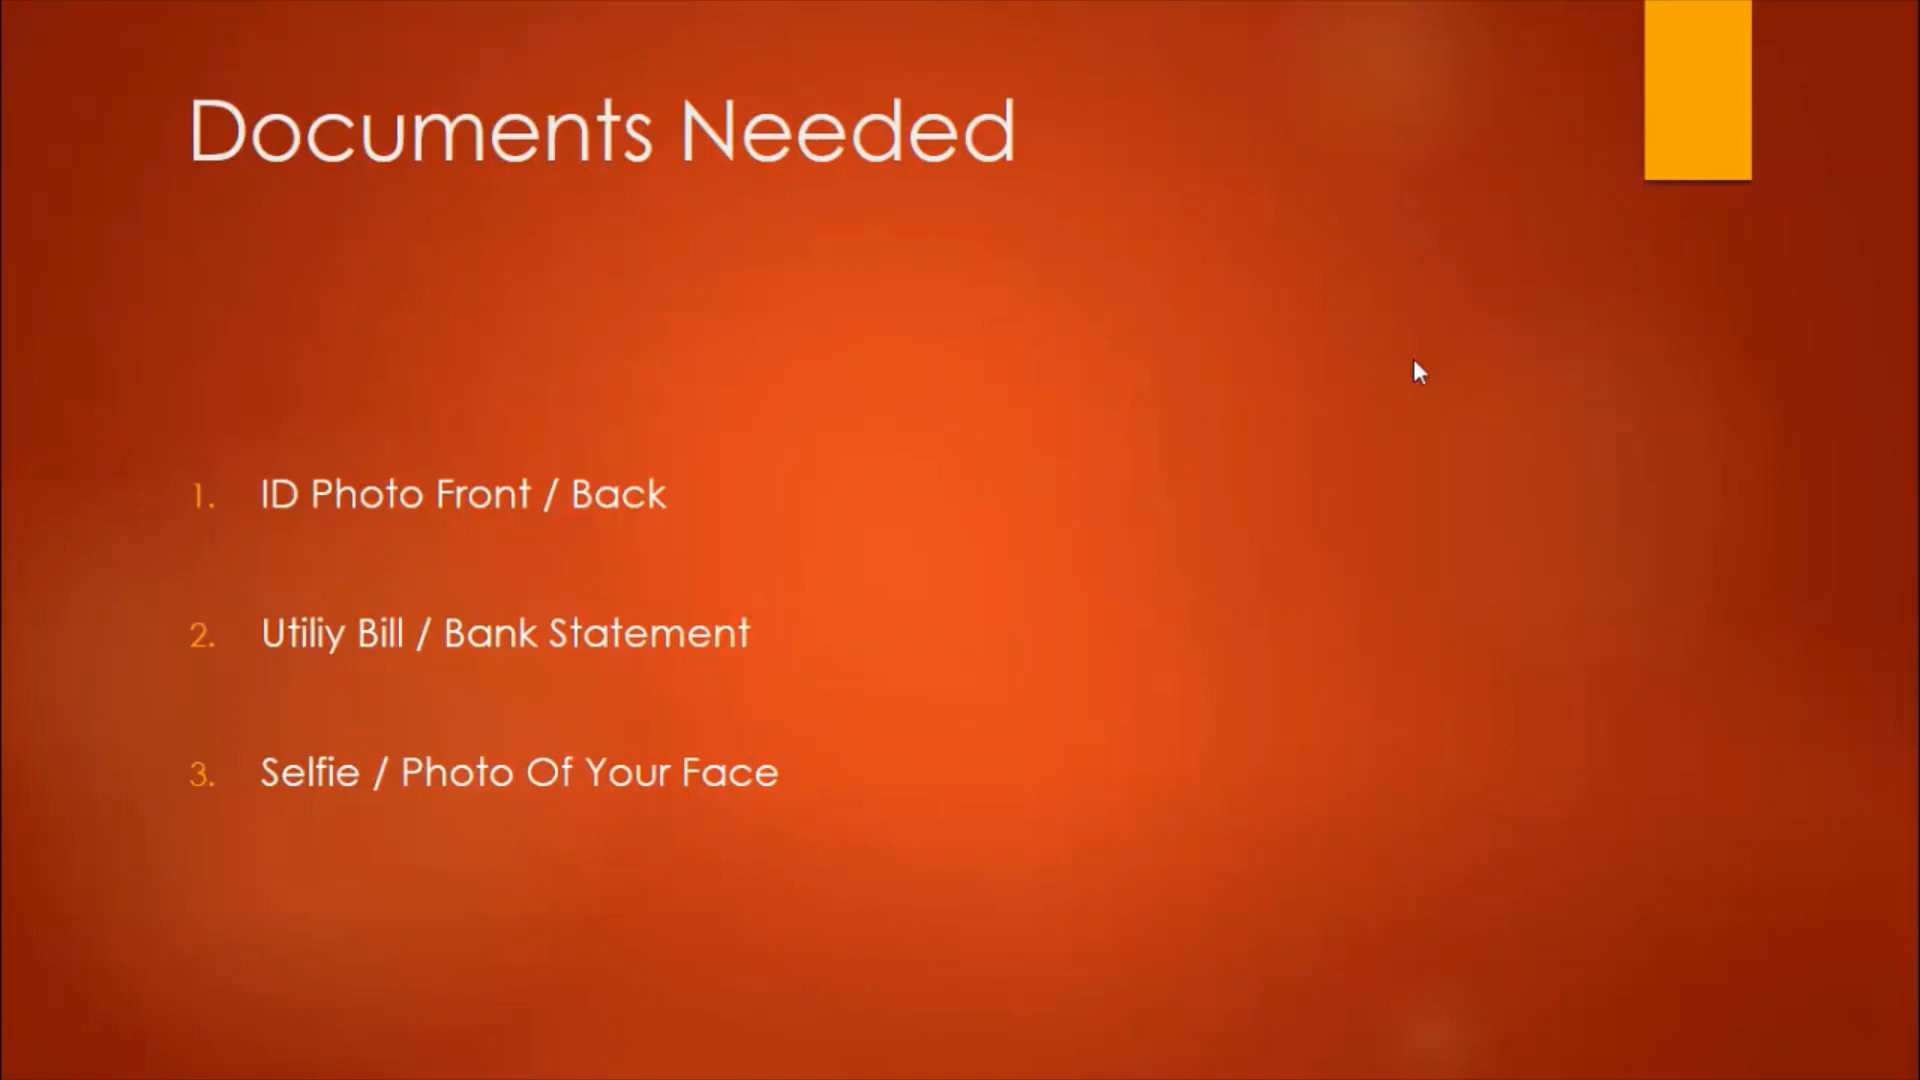 Documents Needed
1. ID Photo Front / Back
2. Utiliy Bill / Bank Statement
3. Selfie / Photo Of Your Face